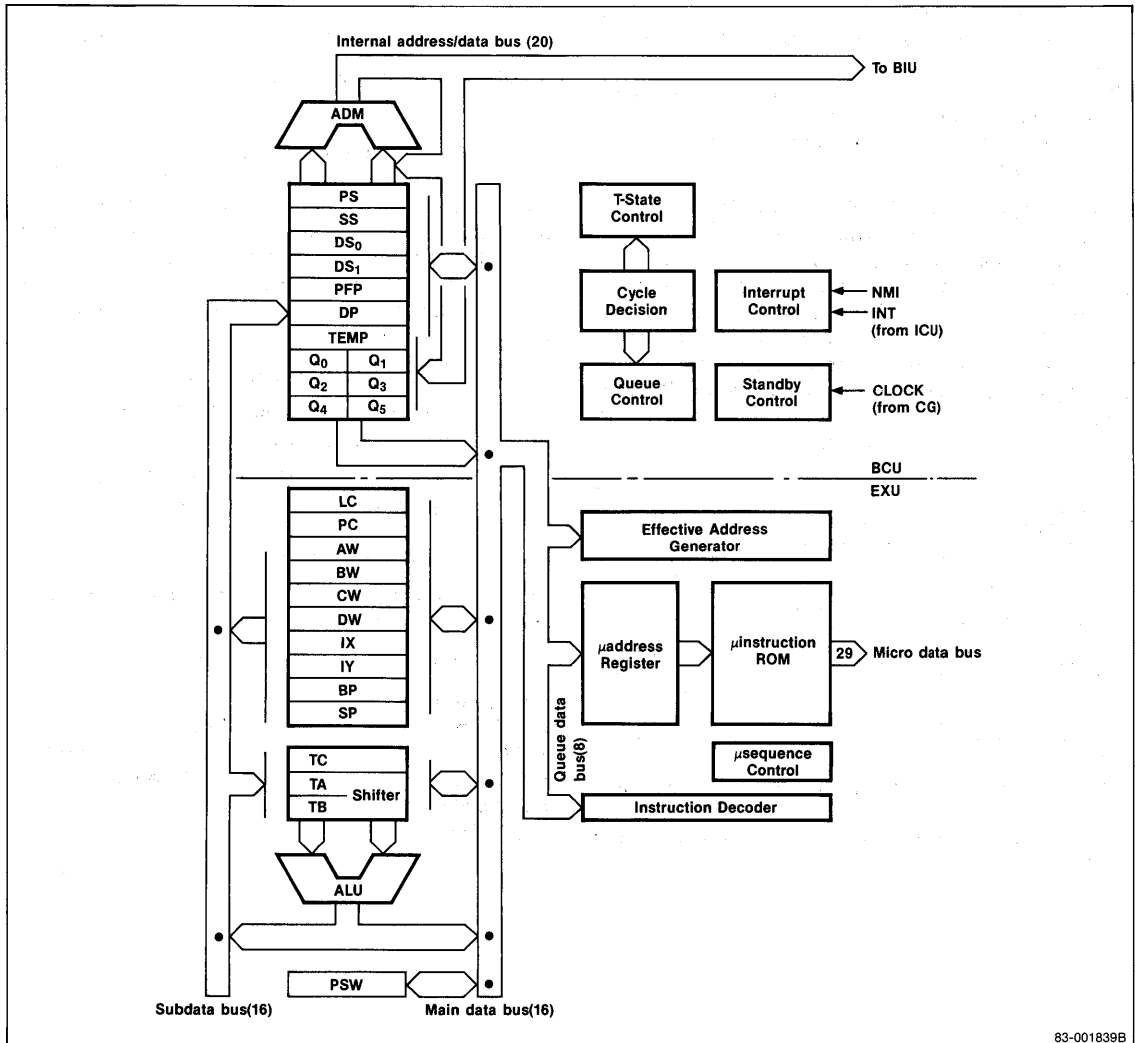 Internal address/data bus (20)
To BIU
ADM
PS
SS
DS0
DS1
PFP
DP
TEMP
Q0 Q1
Q2 Q3
Q4 Q5
T-State
Control
Cycle
Decision
Interrupt
Control
NMI
INT
(from ICU)
Queue
Control
Standby
Control
CLOCK
(from CG)
BCU
EXU
LC
PC
AW
BW
CW
DW
IX
IY
BP
SP
Effective Address
Generator
μaddress
Register
μinstruction
ROM
29
Micro data bus
Queue data
bus(8)
μsequence
Control
Instruction Decoder
TC
TA
TB
Shifter
ALU
PSW
Subdata bus(16)
Main data bus(16)
83-001839B